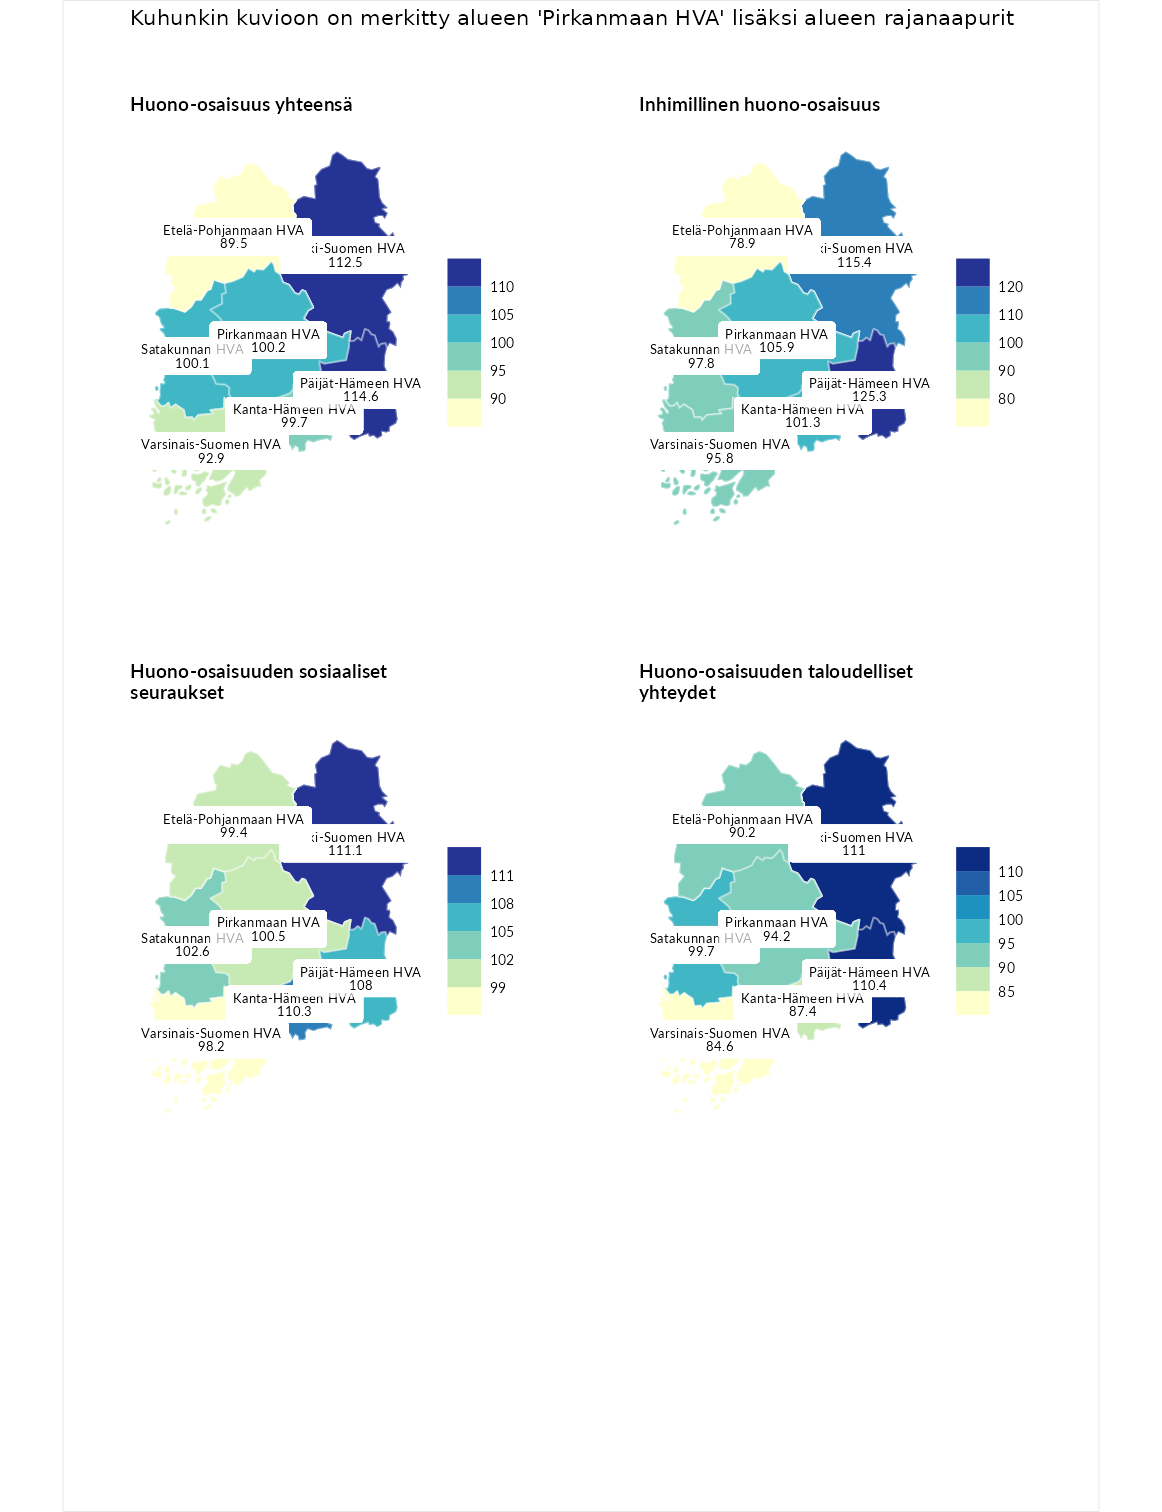 Kuhunkin kuvioon on merkitty alueen 'Pirkanmaan HVA' lisäksi alueen rajanaapurit
Huono-osaisuus yhteensä
Etelä-Pohjanmaan HVA
89.5
ki-Suomen HVA
112.5
Pirkanmaan HVA
100.2
Satakunnan HVA
100.1
Päijät-Hämeen HVA
114.6
Kanta-Hämeen HVA
99.7
Varsinais-Suomen HVA
92.9
110
105
100
95
90
Inhimillinen huono-osaisuus
Etelä-Pohjanmaan HVA
78.9
ki-Suomen HVA
115.4
Pirkanmaan HVA
105.9
Satakunnan HVA
97.8
Päijät-Hämeen HVA
125.3
Kanta-Hämeen HVA
101.3
Varsinais-Suomen HVA
95.8
120
110
100
90
80
Huono-osaisuuden sosiaaliset
seuraukset
Etelä-Pohjanmaan HVA
99.4
ki-Suomen HVA
111.1
Pirkanmaan HVA
100.5
Satakunnan HVA
102.6
Päijät-Hämeen HVA
108
Kanta-Hämeen HVA
110.3
Varsinais-Suomen HVA
98.2
111
108
105
102
99
Huono-osaisuuden taloudelliset
yhteydet
Etelä-Pohjanmaan HVA
90.2
ki-Suomen HVA
111
Pirkanmaan HVA
94.2
Satakunnan HVA
99.7
Päijät-Hämeen HVA
110.4
Kanta-Hämeen HVA
87.4
Varsinais-Suomen HVA
84.6
110
105
100
95
90
85